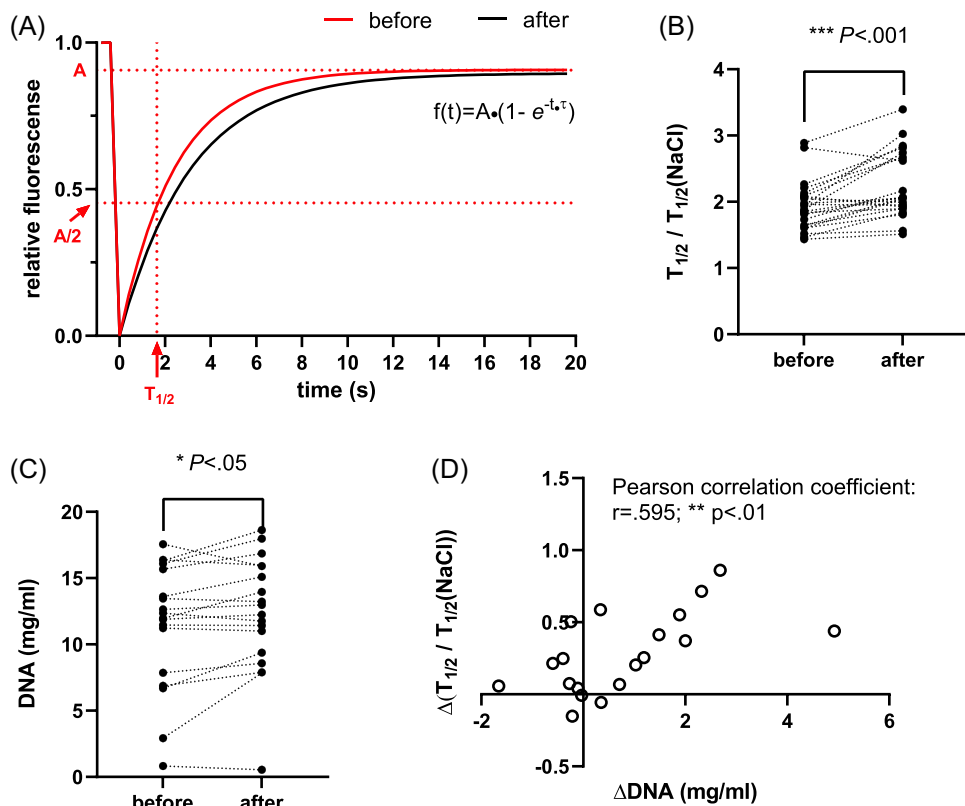 (A)
before
after
1.0
0.5
0.0
A
A/2
relative fluorescense
f(t)=A•(1- e^-t•τ)
0 2 4 6 8 10 12 14 16 18 20
T1/2
time (s)
(B)
*** P<.001
4
3
2
1
0
T1/2 / T1/2(NaCl)
before after
(C)
* P<.05
20
15
10
5
0
DNA (mg/ml)
before after
(D)
Pearson correlation coefficient:
r=.595; ** p<.01
1.5
1.0
0.5
-0.5
Δ(T1/2 / T1/2(NaCl))
-2 2 4 6
ΔDNA (mg/ml)